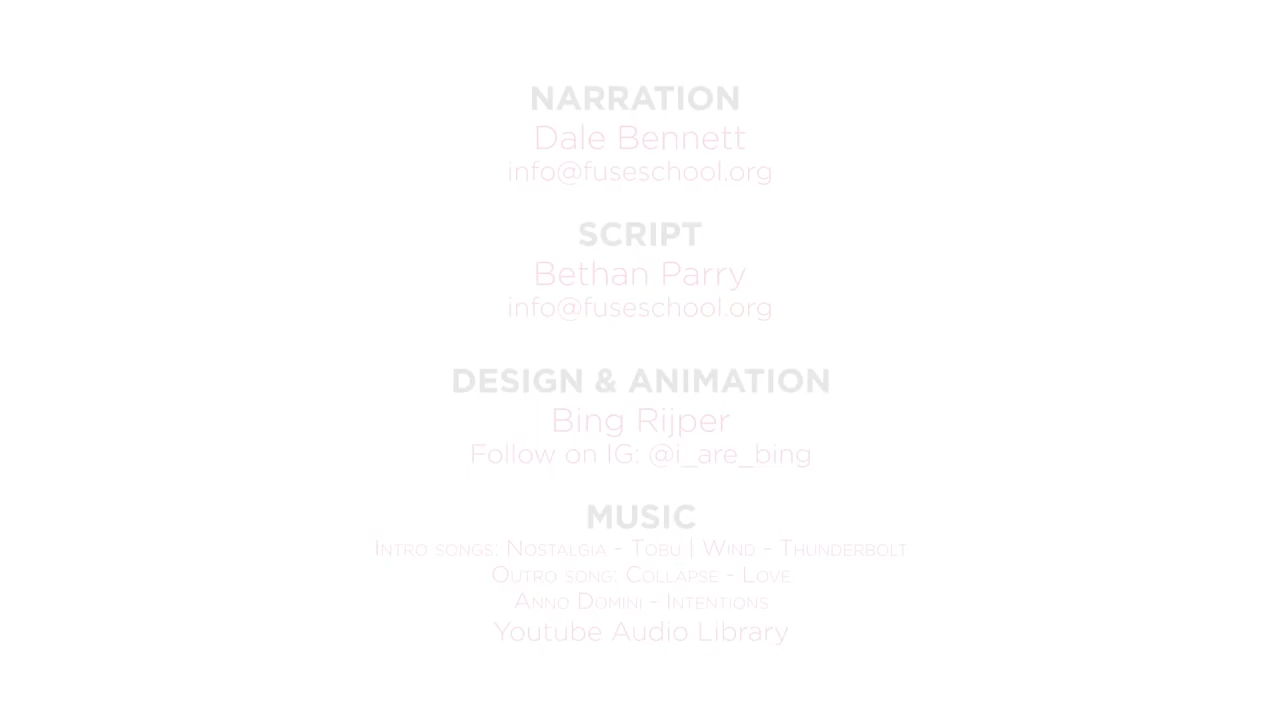 NARRATION
Dale Bennett
info@fuseschool.org
SCRIPT
Bethan Parry
info@fuseschool.org
DESIGN & ANIMATION
Bing Rijper
Follow on IG: @i_are_bing
MUSIC
Intro songs: Nostalgia - Tobu | Wind - Thunderbolt
Outro song: Collapse - Love
Anno Domini - Intentions
Youtube Audio Library